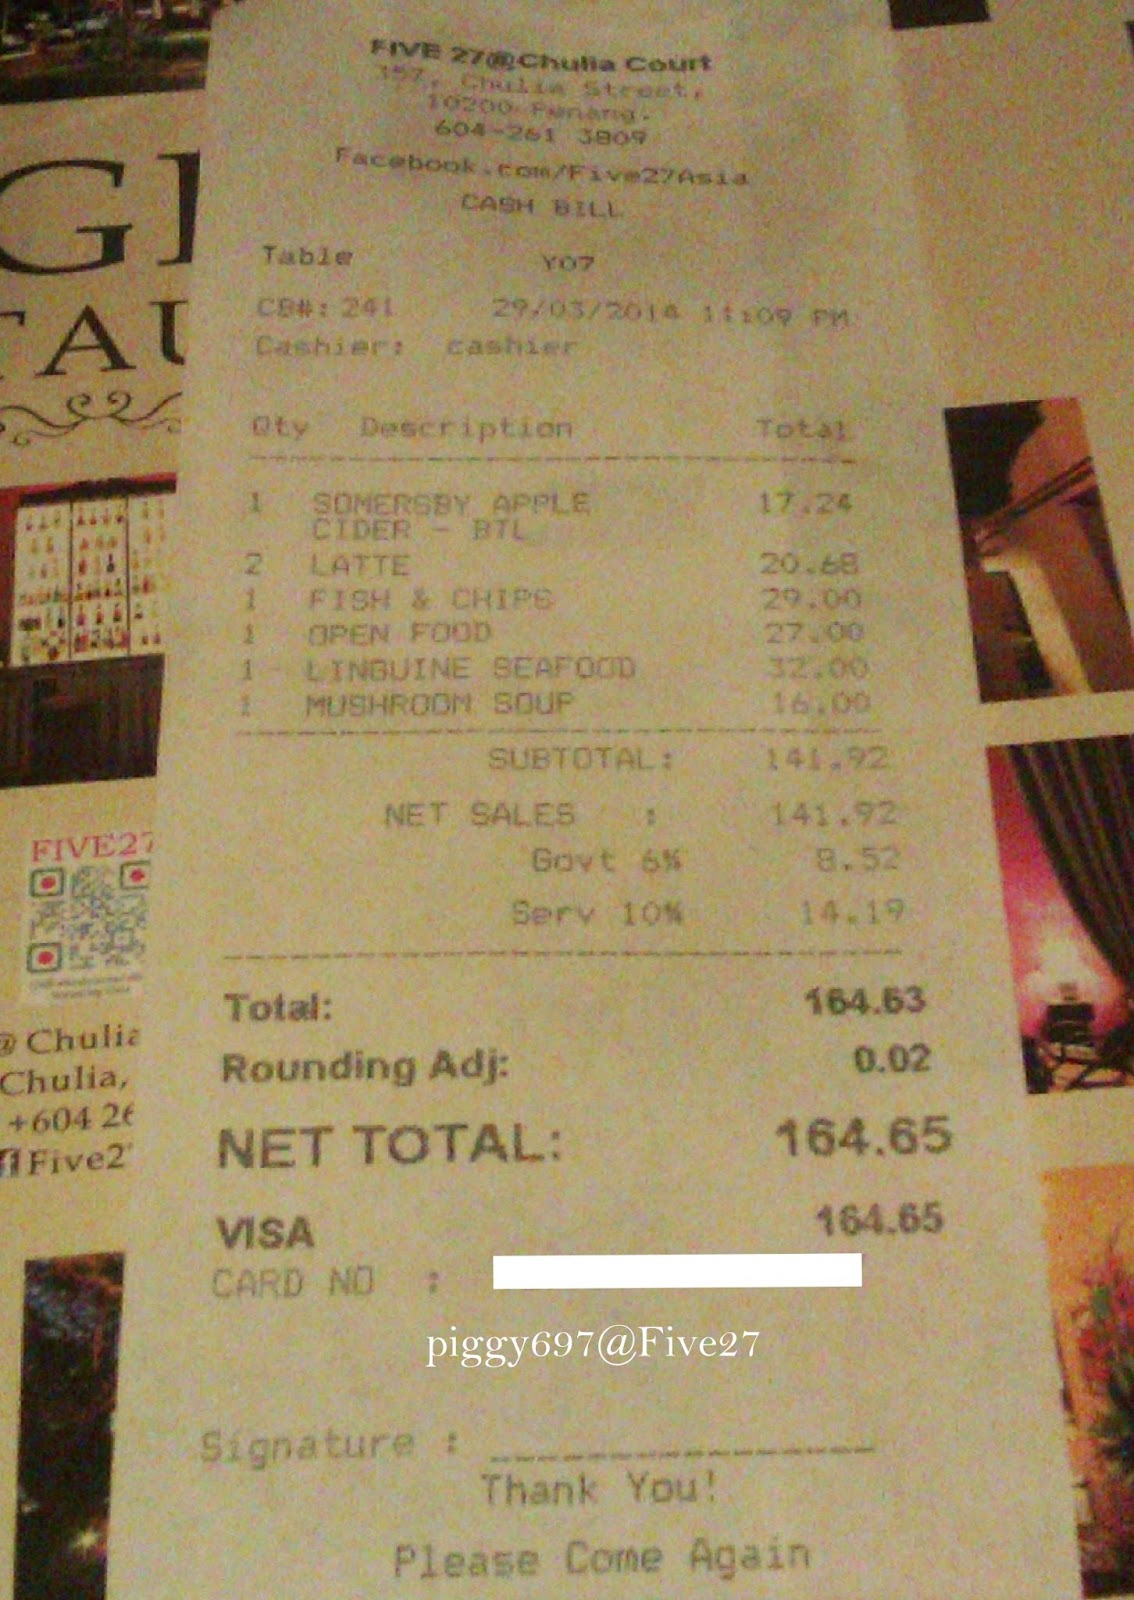 FIVE 27@Chulia Court
357, Chulia Street,
10200 Penang.
604-261 3809
Facebook.com/Five27Asia
CASH BILL
Table Y07
CB#: 241 29/03/2014 11:09 PM
Cashier: cashier
Qty Description Total
1 SOMERSBY APPLE 17.24
CIDER - BTL
2 LATTE 20.68
1 FISH & CHIPS 29.00
1 OPEN FOOD 27.00
1 LINGUINE SEAFOOD 32.00
1 MUSHROOM SOUP 16.00
SUBTOTAL: 141.92
NET SALES : 141.92
Govt 6% 8.52
Serv 10% 14.19
Total: 164.63
Rounding Adj: 0.02
NET TOTAL: 164.65
VISA 164.65
CARD NO :
piggy697@Five27
Signature :
Thank You!
Please Come Again
TAU
FIVE27
@ Chulia
Chulia,
+604 26
Five2